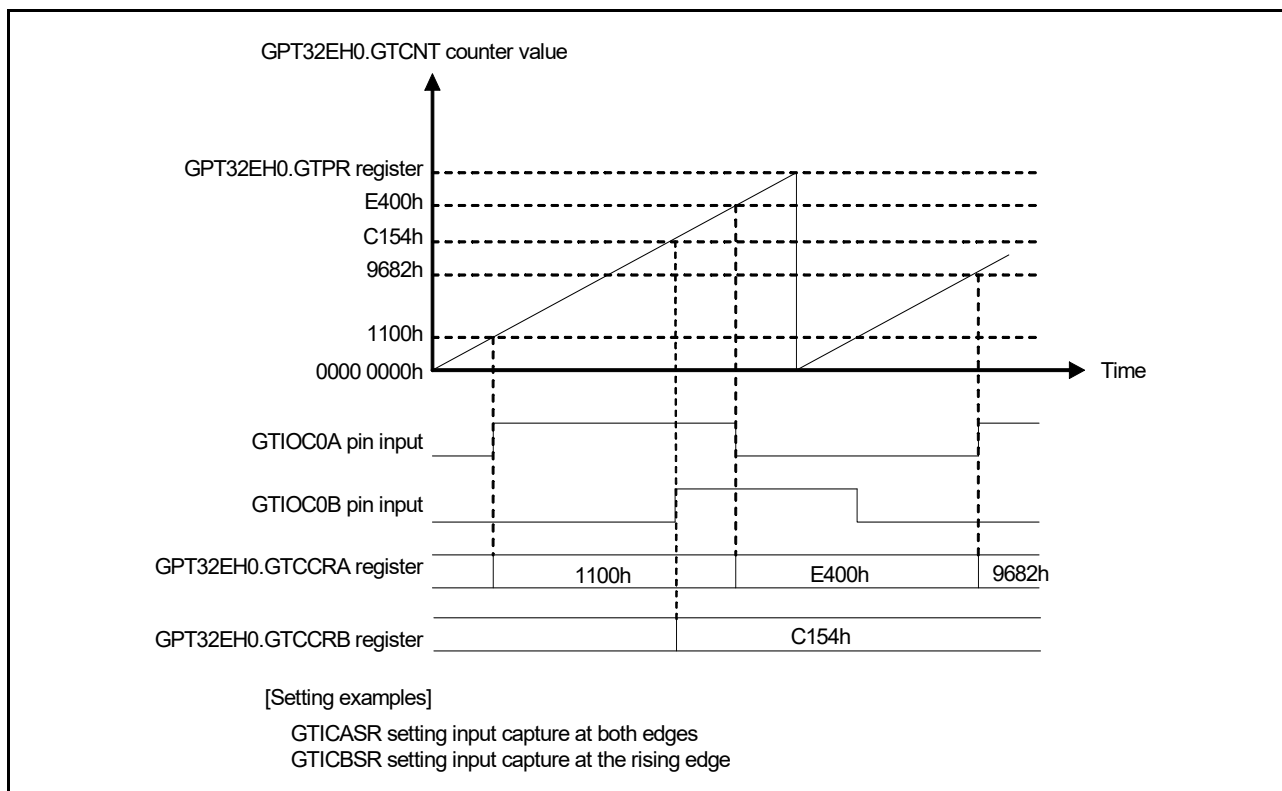 GPT32EH0.GTCNT counter value
GPT32EH0.GTPR register
E400h
C154h
9682h
1100h
0000 0000h
Time
GTIOC0A pin input
GTIOC0B pin input
GPT32EH0.GTCCRA register
1100h
E400h
9682h
GPT32EH0.GTCCRB register
C154h
[Setting examples]
GTICASR setting input capture at both edges
GTICBSR setting input capture at the rising edge